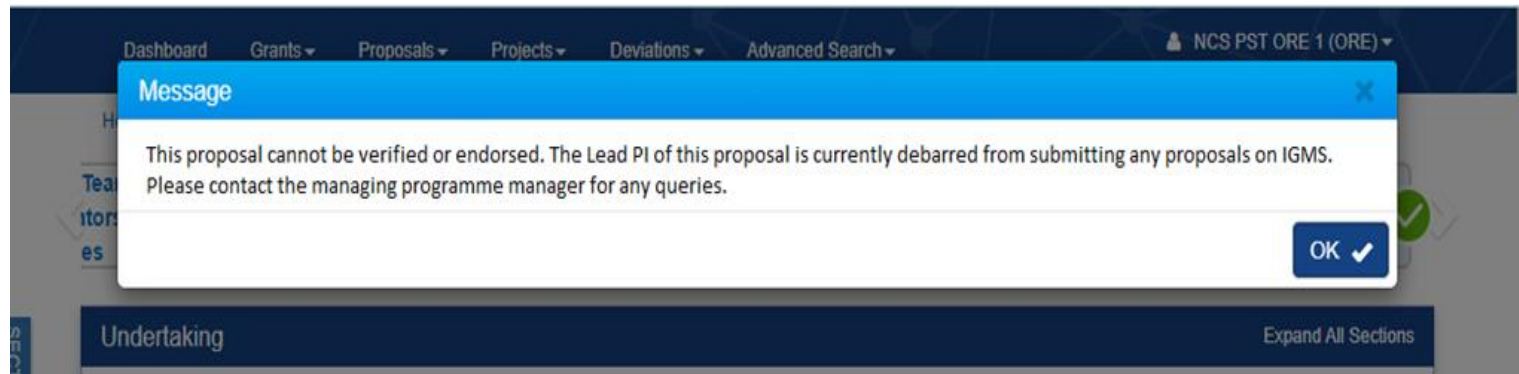 Dashboard Grants Proposals Projects Deviations Advanced Search NCS PST ORE 1 (ORE)
Message
This proposal cannot be verified or endorsed. The Lead PI of this proposal is currently debarred from submitting any proposals on IGMS.
Please contact the managing programme manager for any queries.
OK
Undertaking Expand All Sections